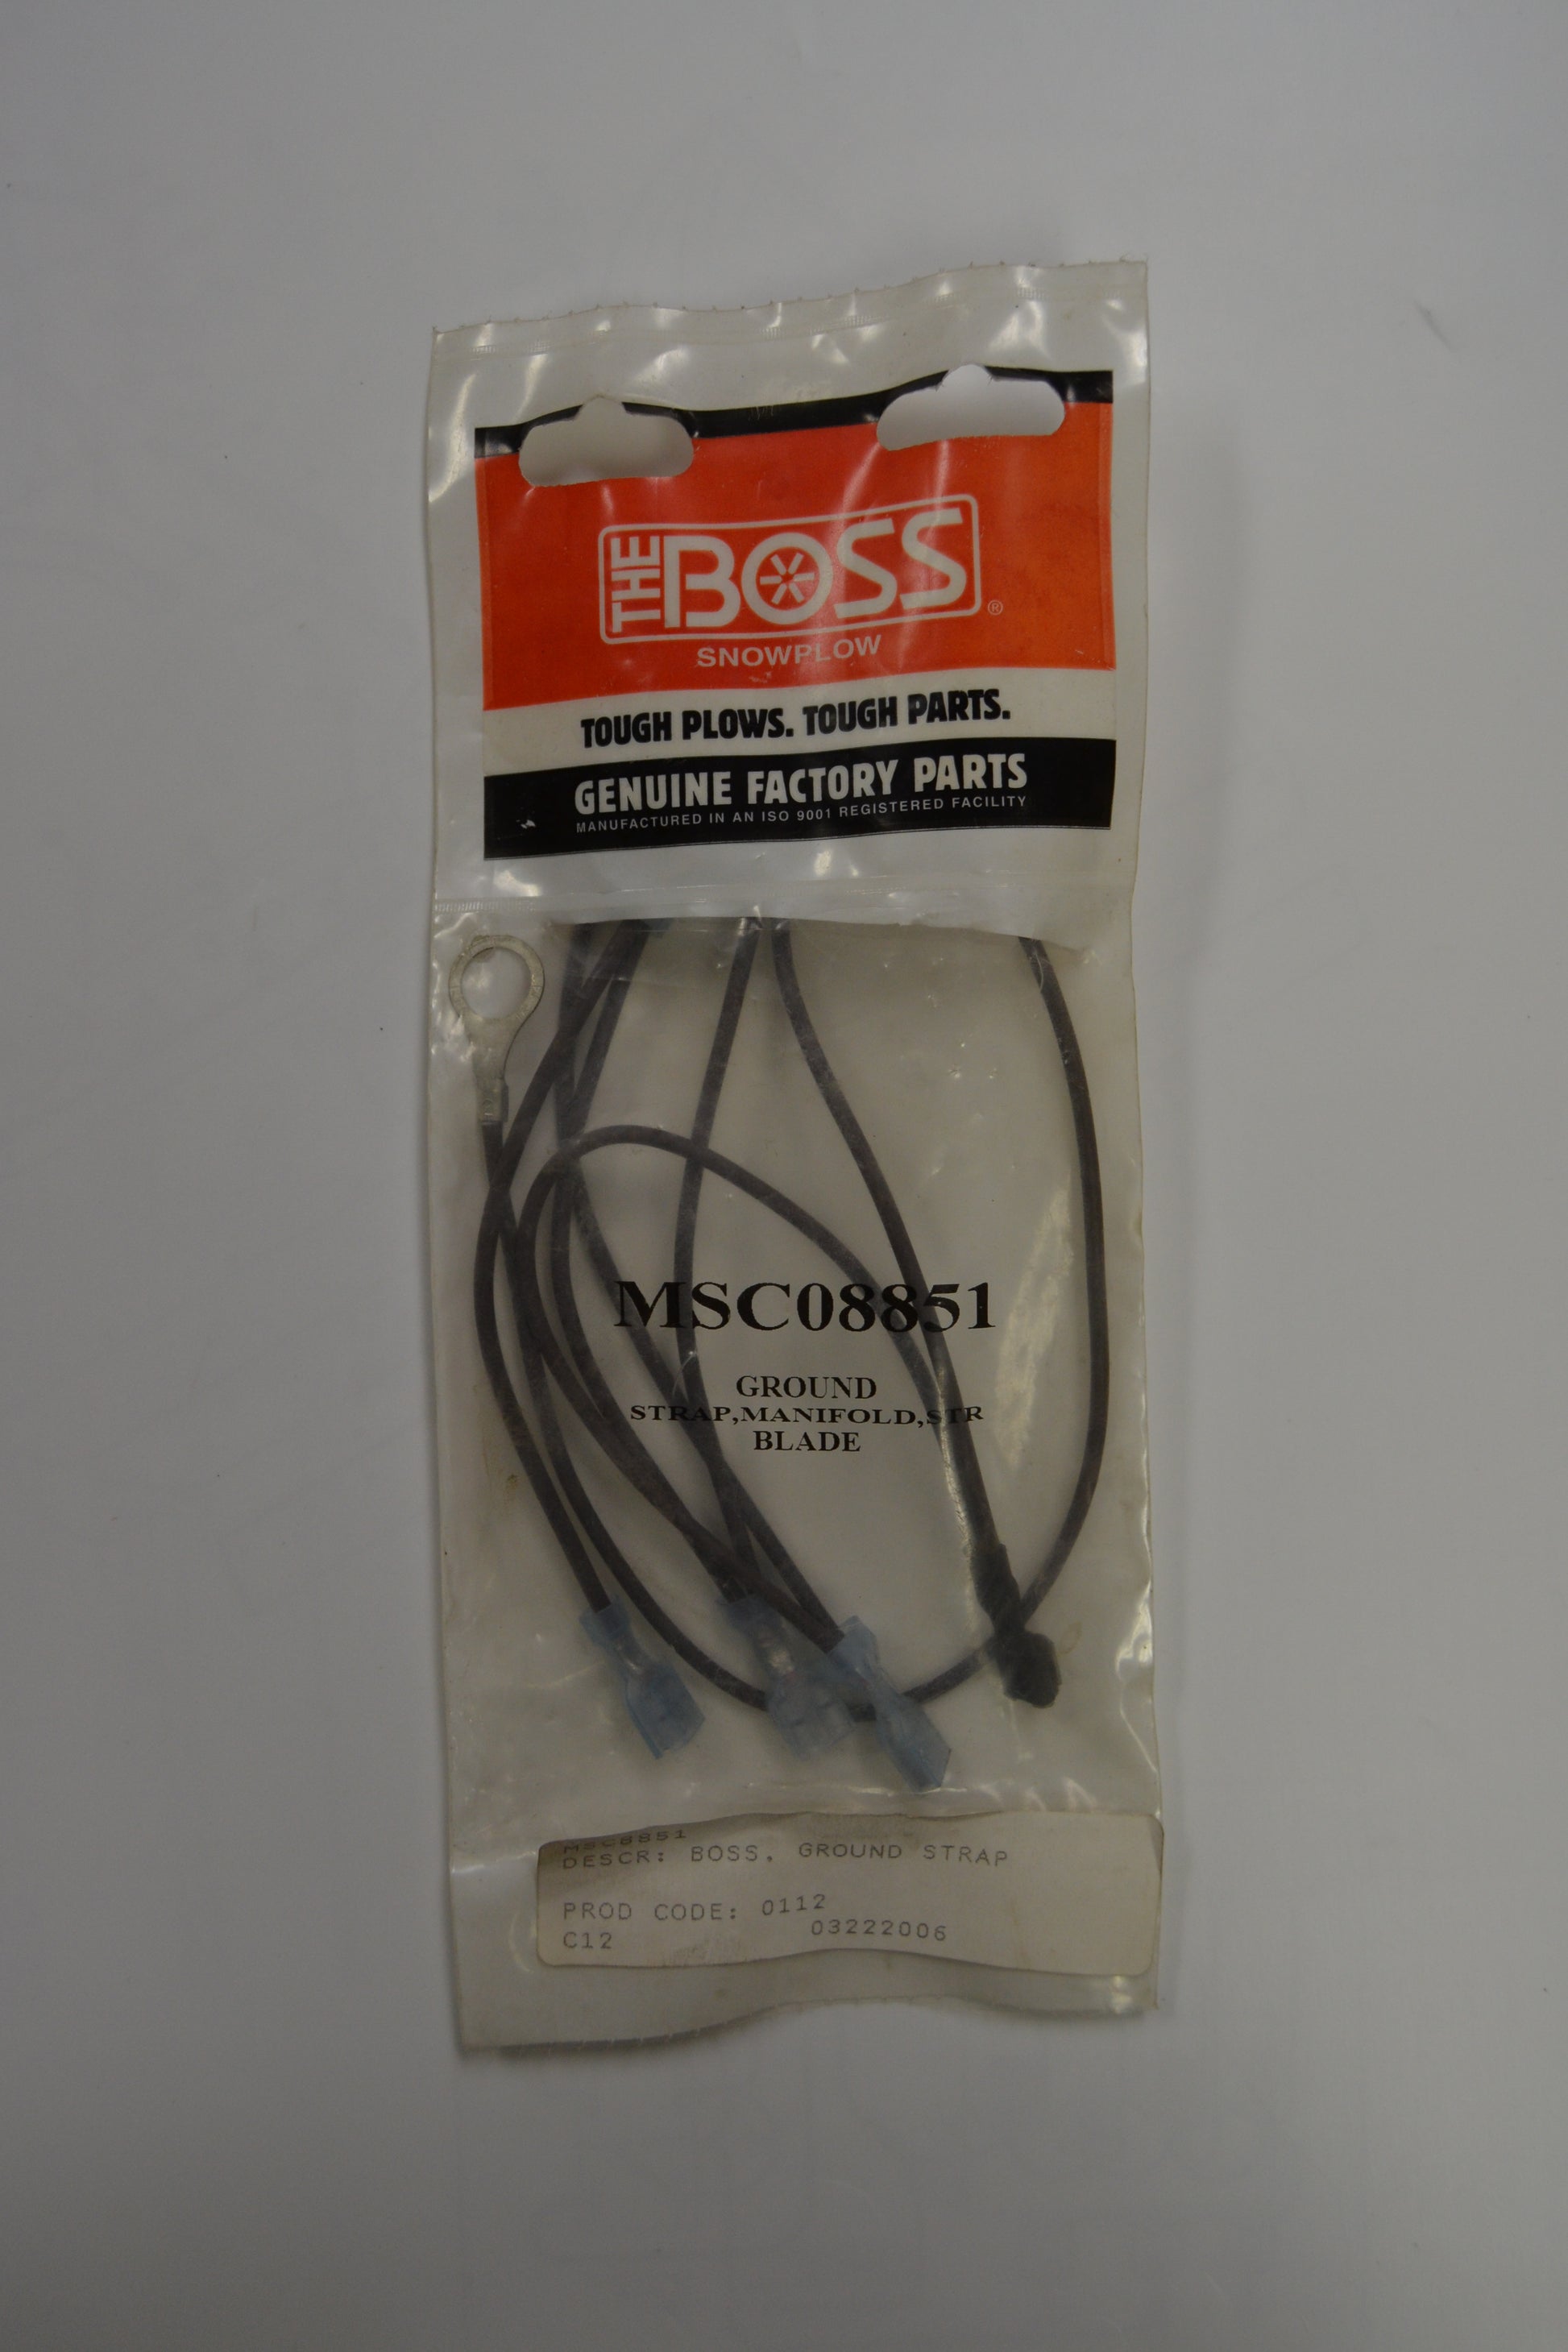 THE BOSS ®
SNOWPLOW
TOUGH PLOWS. TOUGH PARTS.
GENUINE FACTORY PARTS
MANUFACTURED IN AN ISO 9001 REGISTERED FACILITY
MSC08851
GROUND
STRAP,MANIFOLD,STR
BLADE
MSC8851
DESCR: BOSS, GROUND STRAP
PROD CODE: 0112
C12 03222006